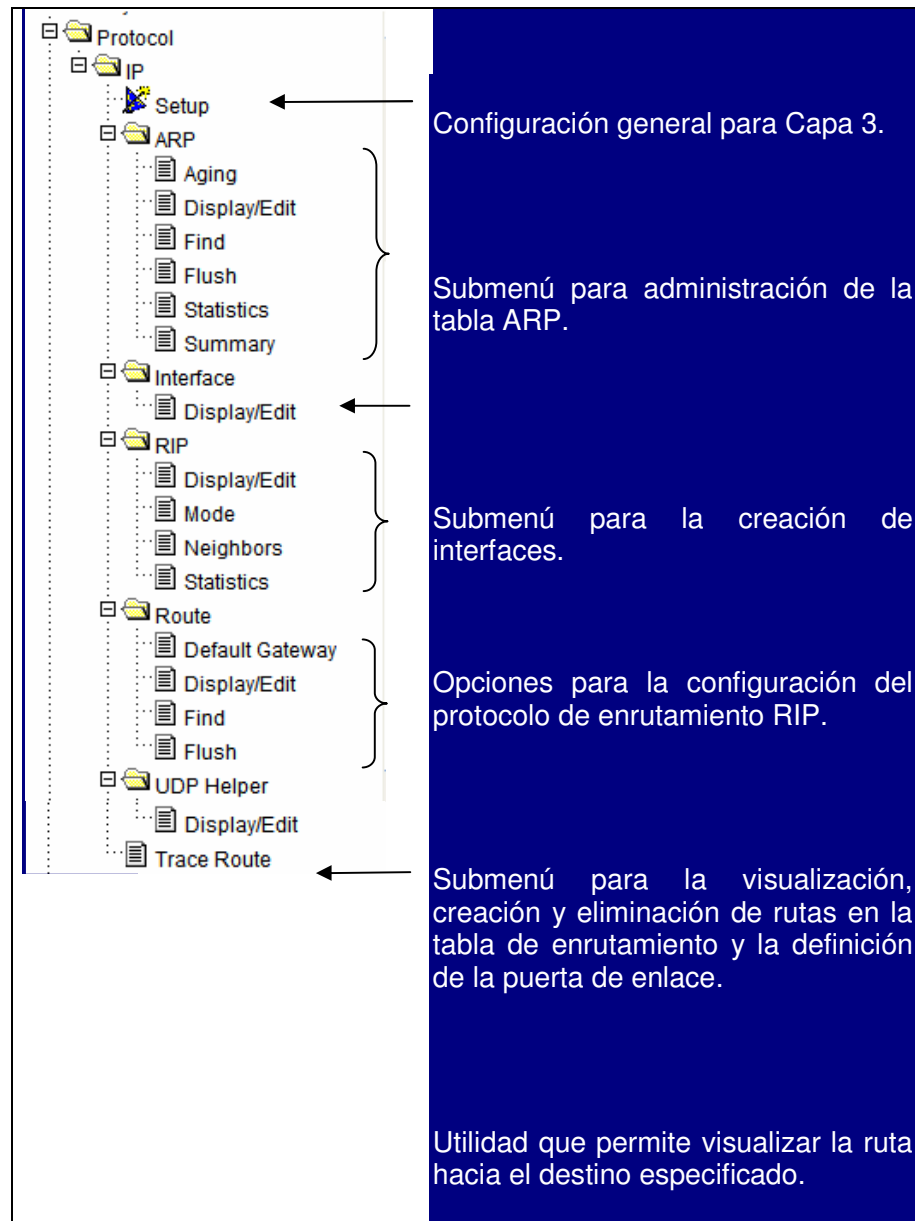 Protocol
IP
Setup
ARP
Aging
Display/Edit
Find
Flush
Statistics
Summary
Interface
Display/Edit
RIP
Display/Edit
Mode
Neighbors
Statistics
Route
Default Gateway
Display/Edit
Find
Flush
UDP Helper
Display/Edit
Trace Route
Configuración general para Capa 3.
Submenú para administración de la
tabla ARP.
Submenú para la creación de
interfaces.
Opciones para la configuración del
protocolo de enrutamiento RIP.
Submenú para la visualización,
creación y eliminación de rutas en la
tabla de enrutamiento y la definición
de la puerta de enlace.
Utilidad que permite visualizar la ruta
hacia el destino especificado.